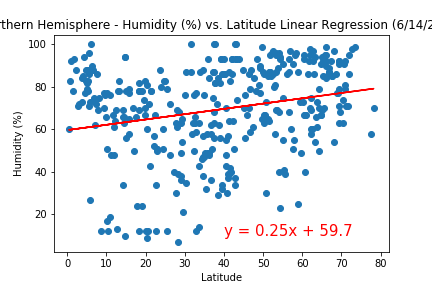 rthern Hemisphere - Humidity (%) vs. Latitude Linear Regression (6/14/2
100
80
60
40
20
Humidity (%)
y = 0.25x + 59.7
0 10 20 30 40 50 60 70 80
Latitude